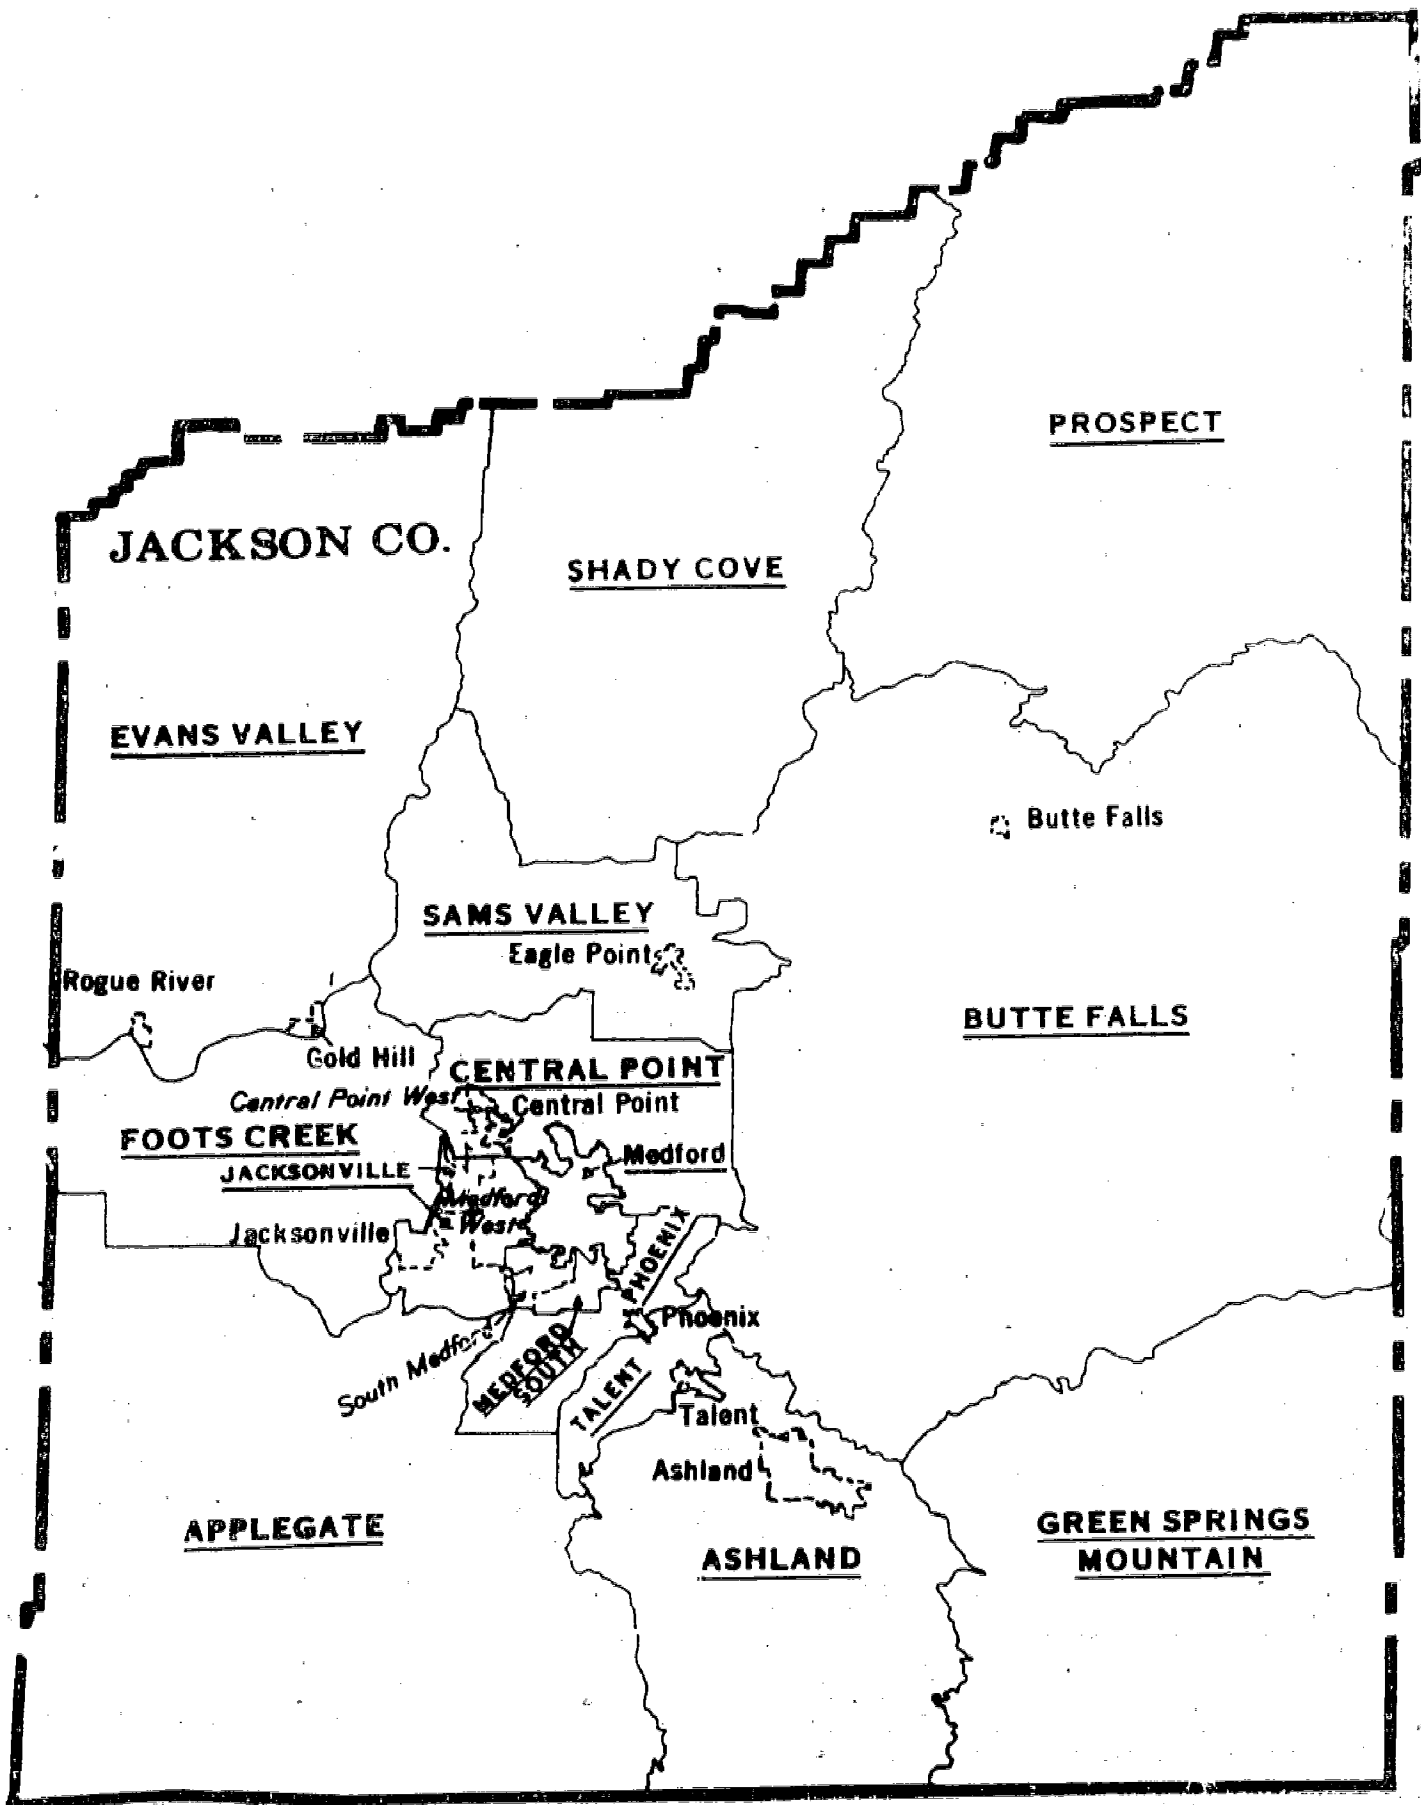 PROSPECT
JACKSON CO.
SHADY COVE
EVANS VALLEY
Butte Falls
SAMS VALLEY
Eagle Point
Rogue River
BUTTE FALLS
Gold Hill
CENTRAL POINT
Central Point West
Central Point
FOOTS CREEK
Medford
JACKSONVILLE
Medford
West
Jacksonville
PHOENIX
Phoenix
South Medford
MEDFORD
SOUTH
TALENT
Talent
Ashland
APPLEGATE
GREEN SPRINGS
MOUNTAIN
ASHLAND